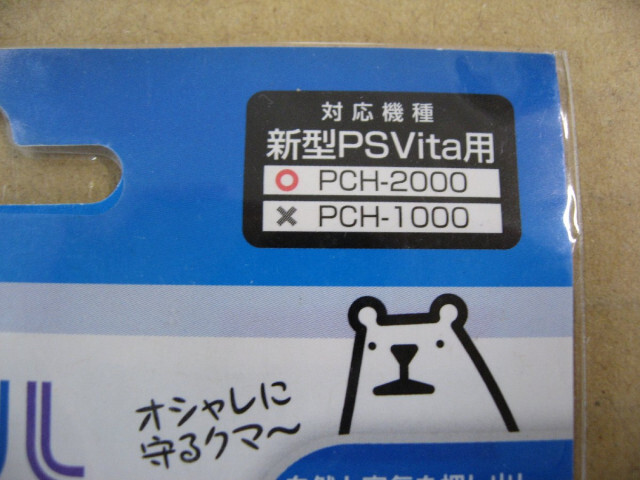 対応機種
新型PSVita用
○ PCH-2000
× PCH-1000
オシャレに
守るクマ〜